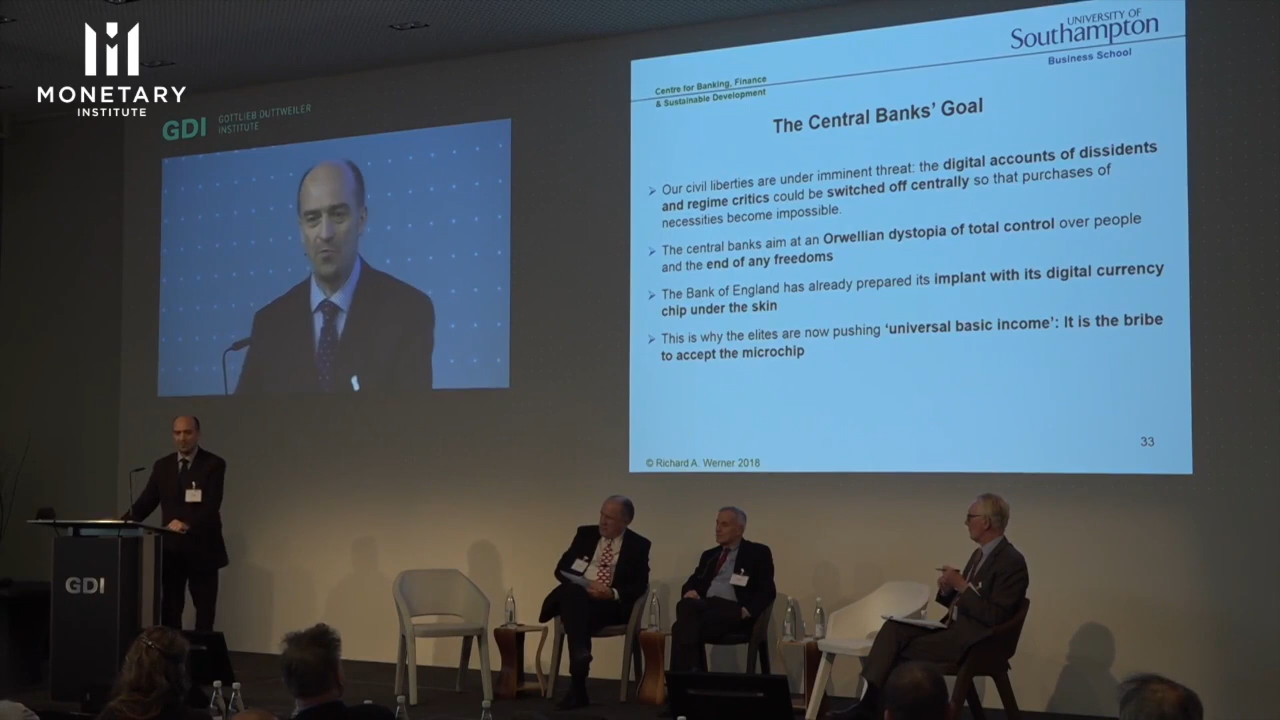 MONETARY
INSTITUTE
GDI
GOTTLIEB DUTTWEILER
INSTITUTE
UNIVERSITY OF
Southampton
Business School
Centre for Banking, Finance
& Sustainable Development
The Central Banks' Goal
Our civil liberties are under imminent threat: the digital accounts of dissidents
and regime critics could be switched off centrally so that purchases of
necessities become impossible.
The central banks aim at an Orwellian dystopia of total control over people
and the end of any freedoms
The Bank of England has already prepared its implant with its digital currency
chip under the skin
This is why the elites are now pushing ‘universal basic income’: It is the bribe
to accept the microchip
33
© Richard A. Werner 2018
GDI